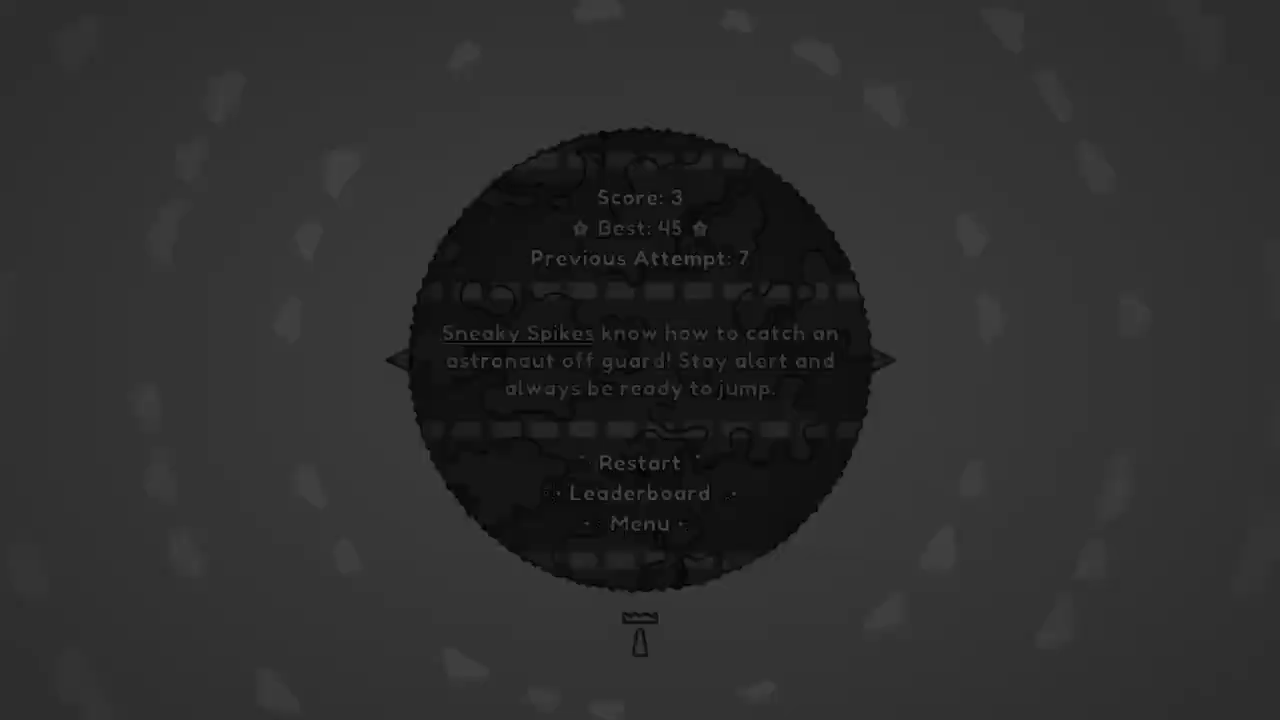 Score: 3
Best: 45
Previous Attempt: 7
Sneaky Spikes know how to catch an
astronaut off guard! Stay alert and
always be ready to jump.
Restart
Leaderboard
Menu